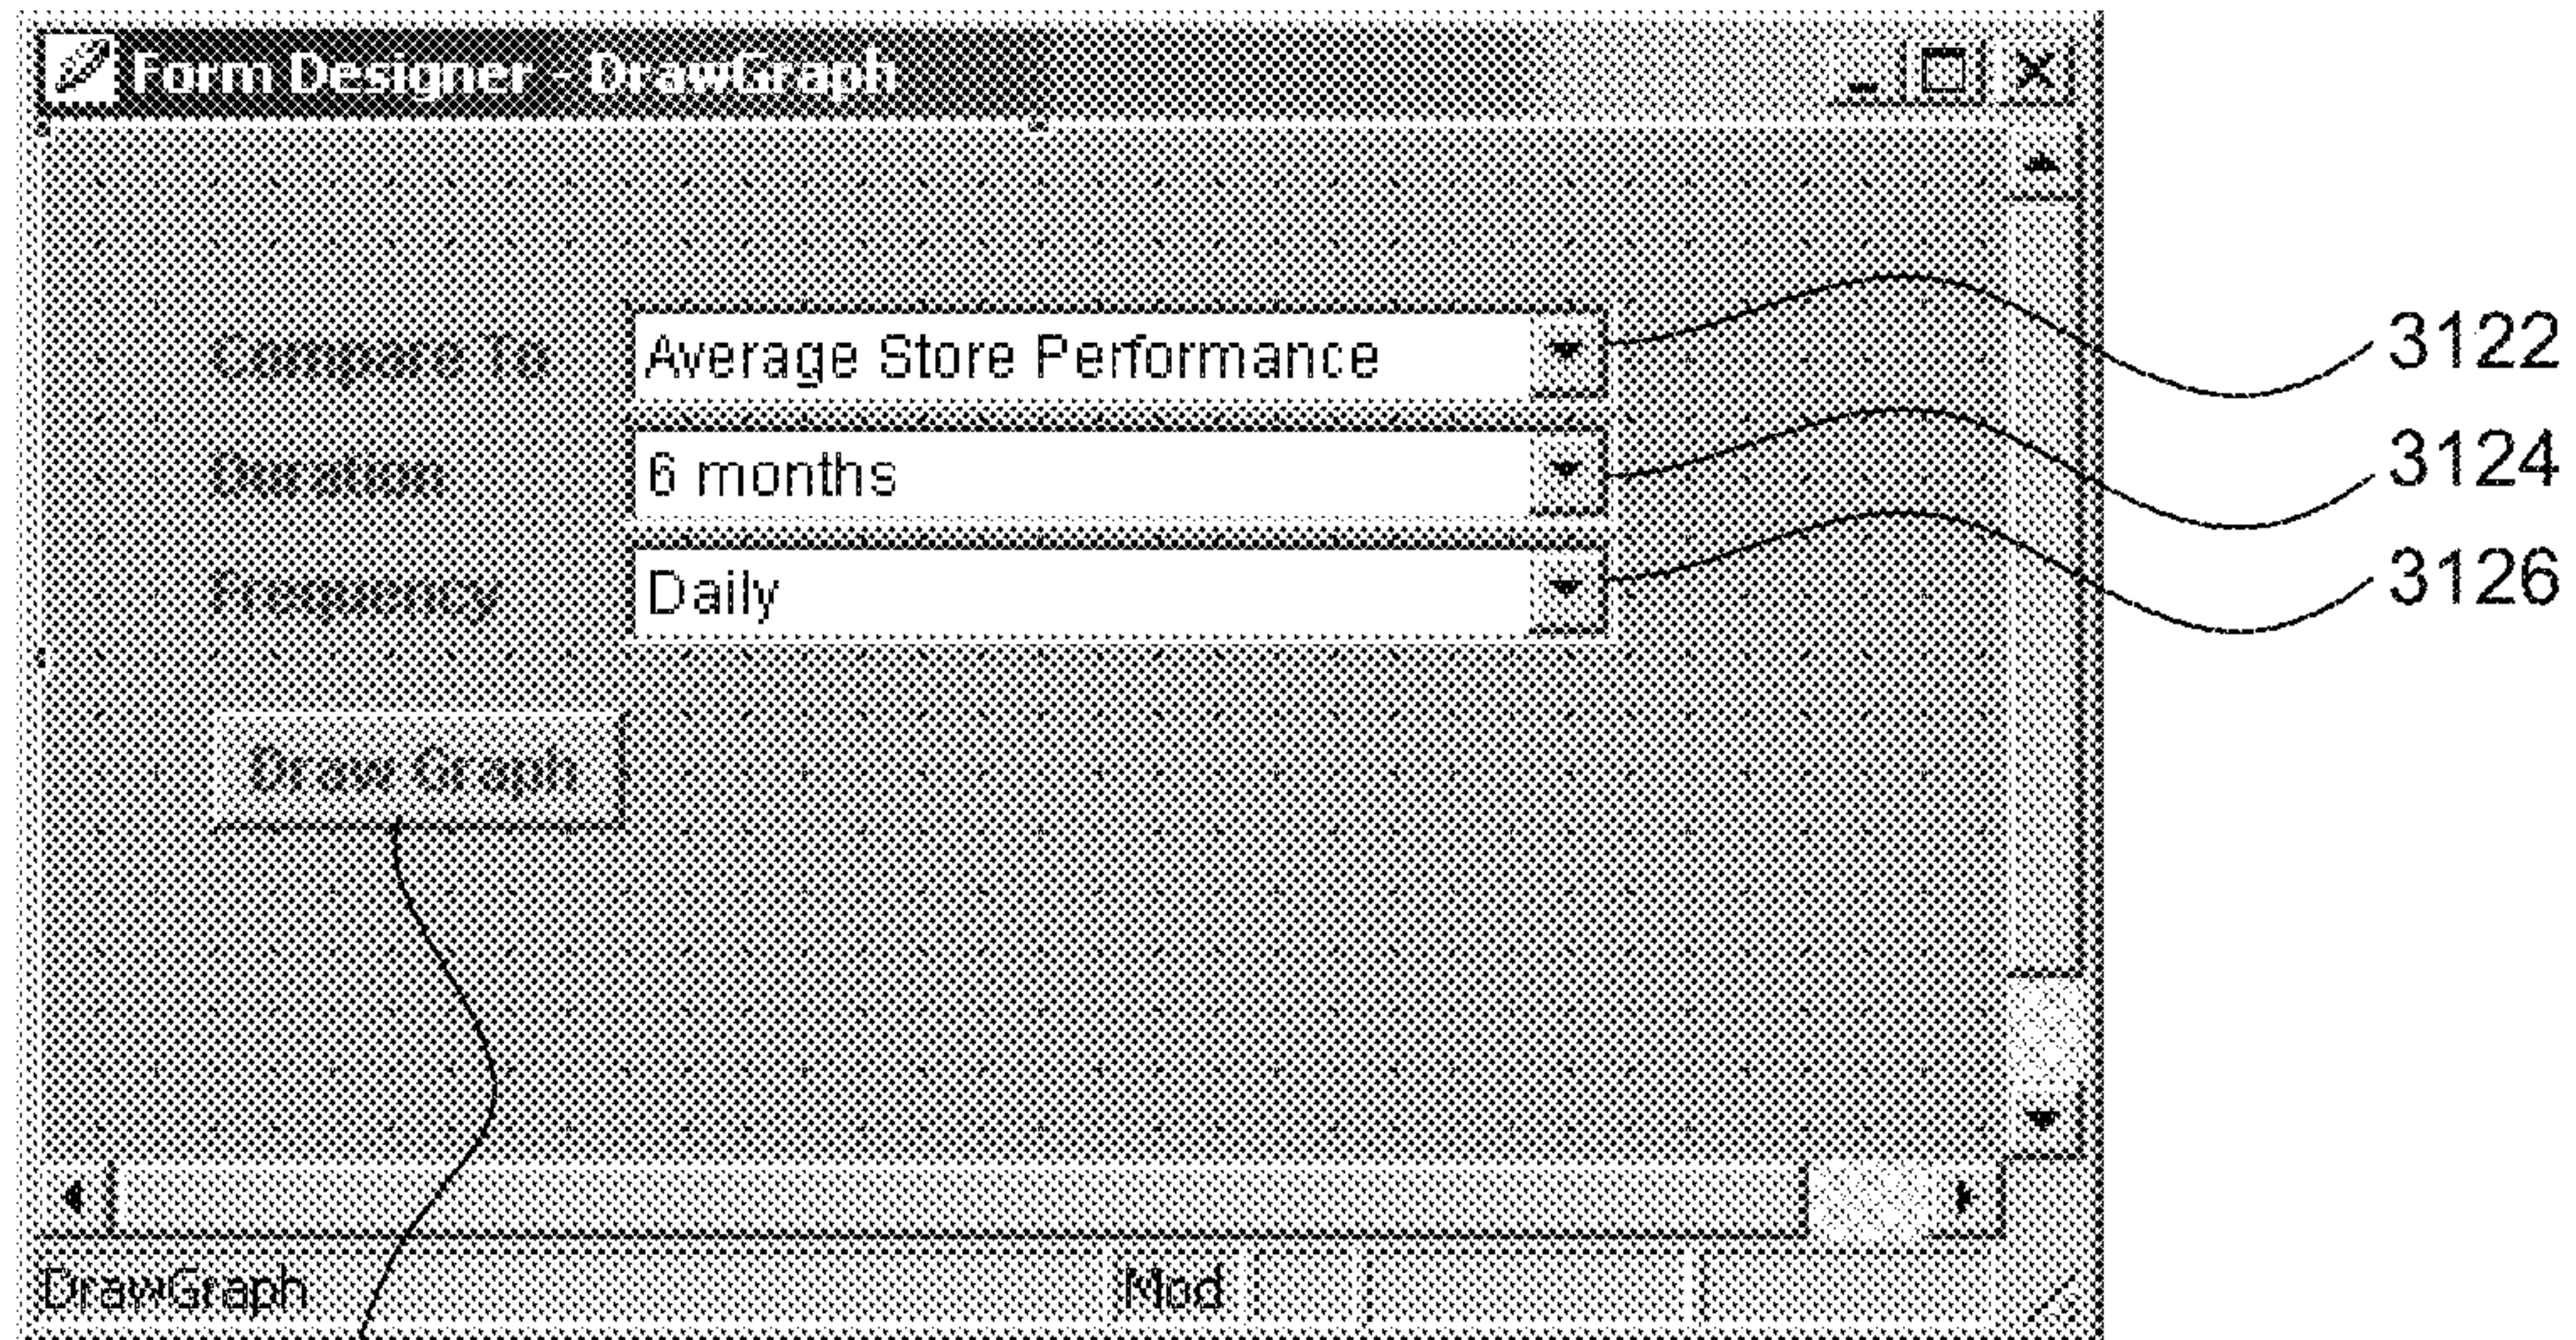 Form Designer - DrawGraph
Compare To Average Store Performance 3122
Duration 6 months 3124
Frequency Daily 3126
Draw Graph
DrawGraph Mod